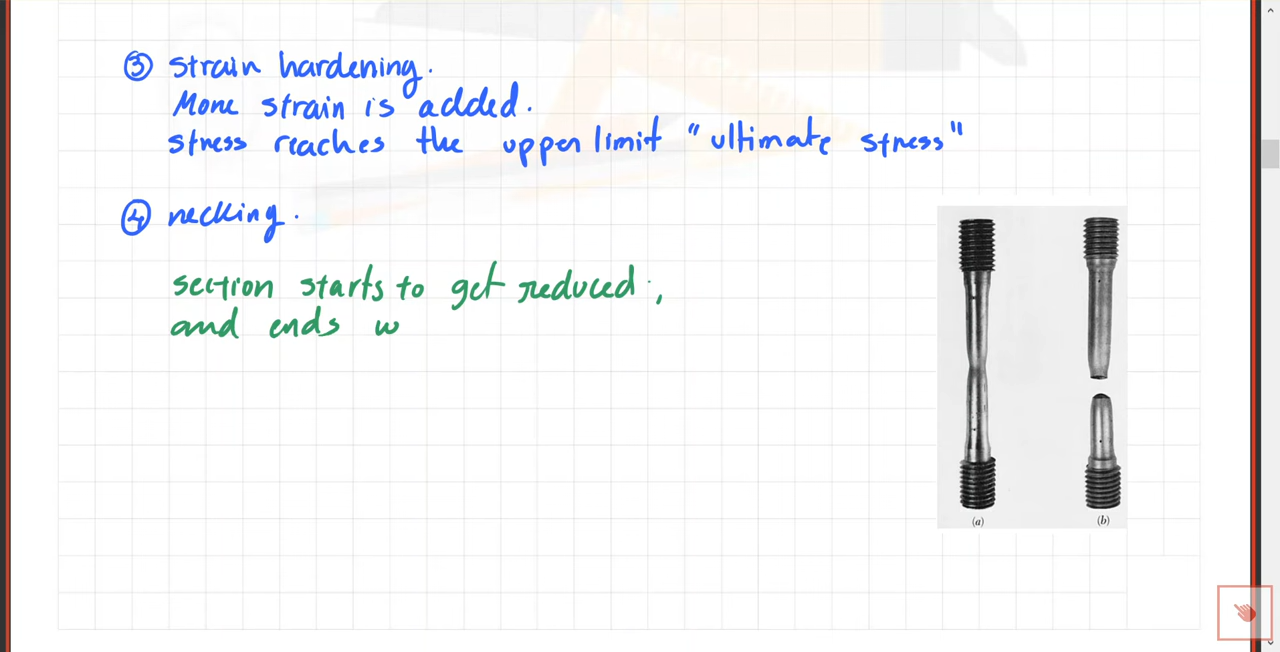 ③ strain hardening.
More strain is added.
stress reaches the upper limit "ultimate stress"
④ necking.
section starts to get reduced,
and ends w
(a) (b)